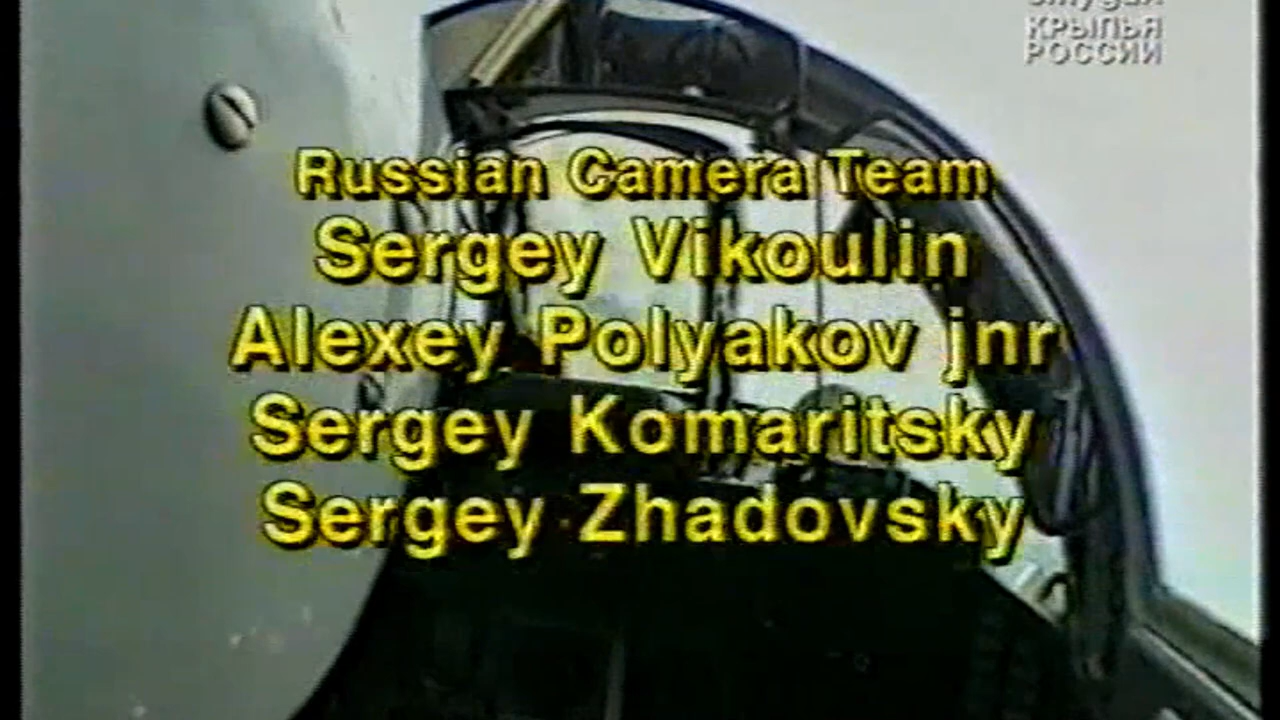 КРЫЛЬЯ
РОССИИ
Russian Camera Team
Sergey Vikoulin
Alexey Polyakov jnr
Sergey Komaritsky
Sergey Zhadovsky